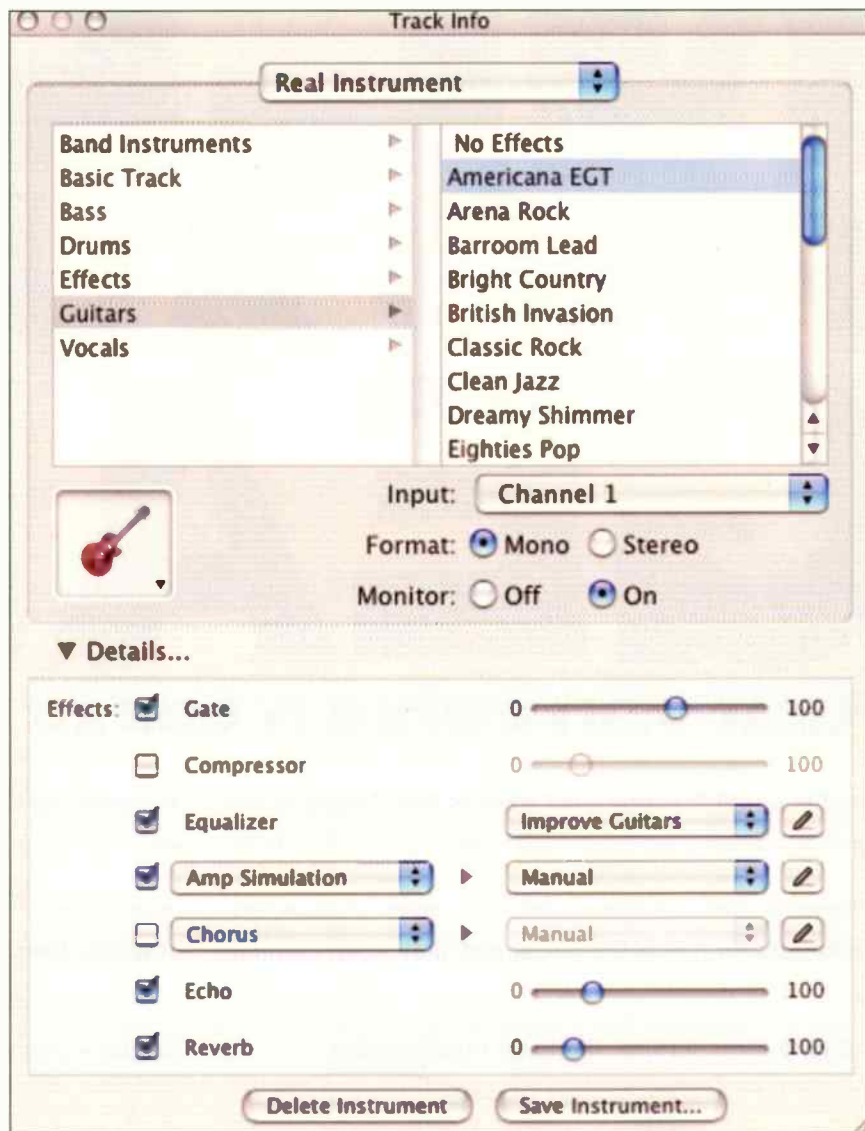 Track Info
Real Instrument
Band Instruments
Basic Track
Bass
Drums
Effects
Guitars
Vocals
No Effects
Americana EGT
Arena Rock
Barroom Lead
Bright Country
British Invasion
Classic Rock
Clean Jazz
Dreamy Shimmer
Eighties Pop
Input: Channel 1
Format: Mono Stereo
Monitor: Off On
Details...
Effects: Gate 0 100
Compressor 0 100
Equalizer Improve Guitars
Amp Simulation Manual
Chorus Manual
Echo 0 100
Reverb 0 100
Delete Instrument Save Instrument...